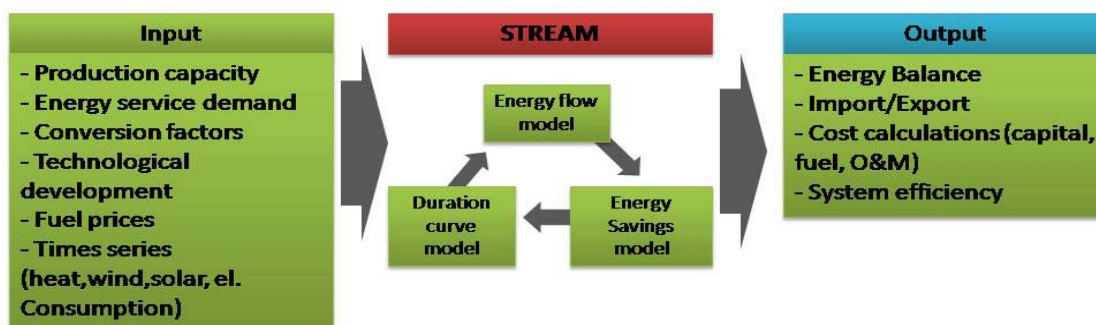 Input
- Production capacity
- Energy service demand
- Conversion factors
- Technological
development
- Fuel prices
- Times series
(heat,wind,solar, el.
Consumption)
STREAM
Energy flow
model
Duration
curve
model
Energy
Savings
model
Output
- Energy Balance
- Import/Export
- Cost calculations (capital,
fuel, O&M)
- System efficiency